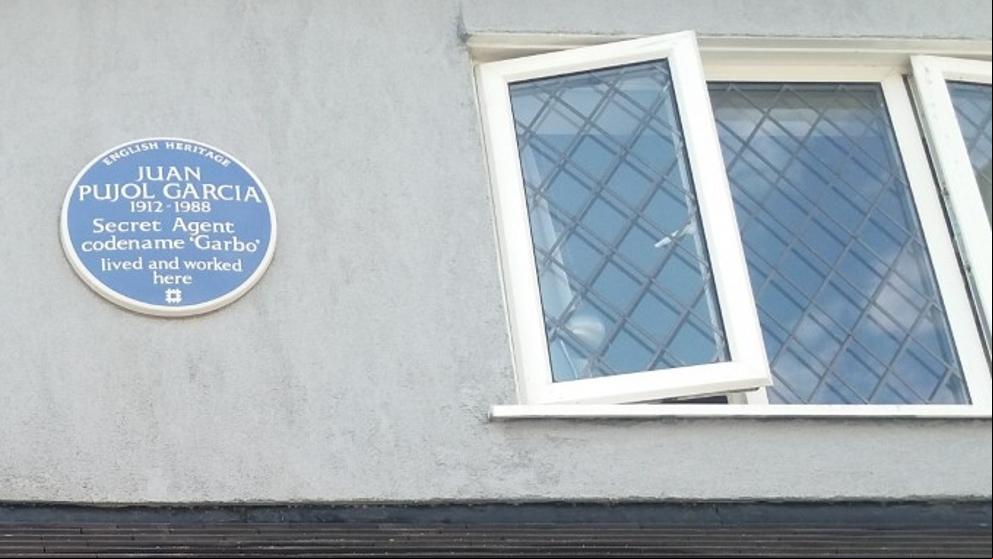 ENGLISH HERITAGE
JUAN
PUJOL GARCIA
1912-1988
Secret Agent
codename 'Garbo'
lived and worked
here